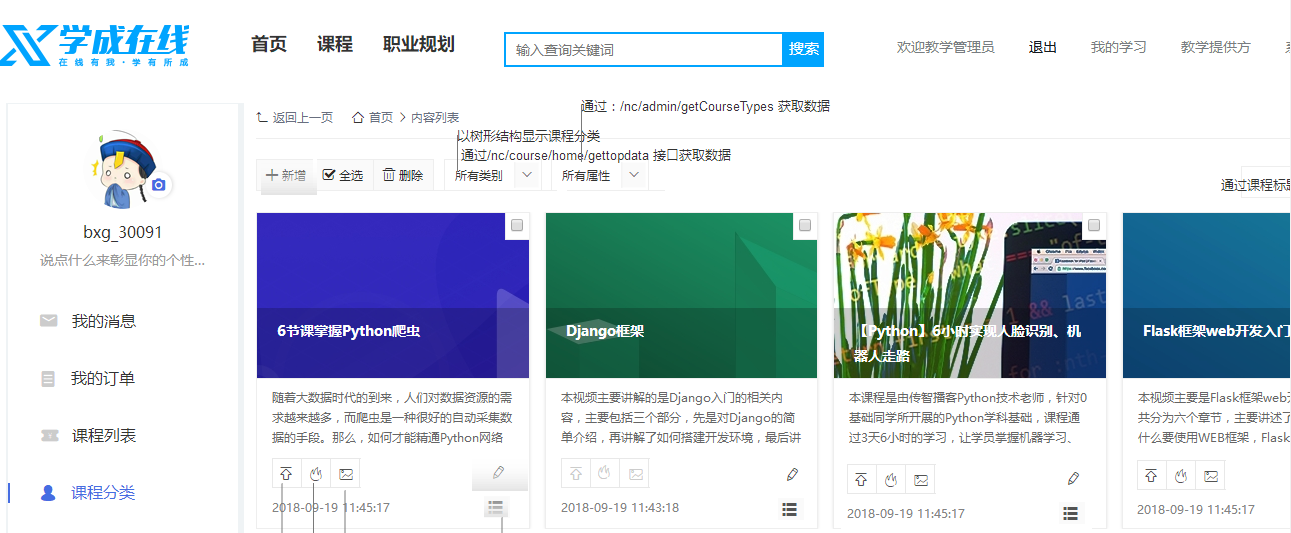 学成在线
在线有我·学有所成
首页 课程 职业规划
输入查询关键词 搜索
欢迎教学管理员 退出 我的学习 教学提供方
通过：/nc/admin/getCourseTypes 获取数据
返回上一页 首页 > 内容列表
以树形结构显示课程分类
通过/nc/course/home/gettopdata 接口获取数据
新增 全选 删除 所有类别 所有属性
通过课程标题
bxg_30091
说点什么来彰显你的个性...
我的消息
我的订单
课程列表
课程分类
6节课掌握Python爬虫
随着大数据时代的到来，人们对数据资源的需
求越来越多，而爬虫是一种很好的自动采集数
据的手段。那么，如何才能精通Python网络
2018-09-19 11:45:17
Django框架
本视频主要讲解的是Django入门的相关内
容，主要包括三个部分，先是对Django的简
单介绍，再讲解了如何搭建开发环境，最后讲
2018-09-19 11:43:18
【Python】6小时实现人脸识别、机
器人走路
本课程是由传智播客Python技术老师，针对0
基础同学所开展的Python学科基础，课程通
过3天6小时的学习，让学员掌握机器学习、
2018-09-19 11:45:17
Flask框架web开发入门
本视频主要是Flask框架web
共分为六个章节，主要讲述了
什么要使用WEB框架，Flask
2018-09-19 11:45:17